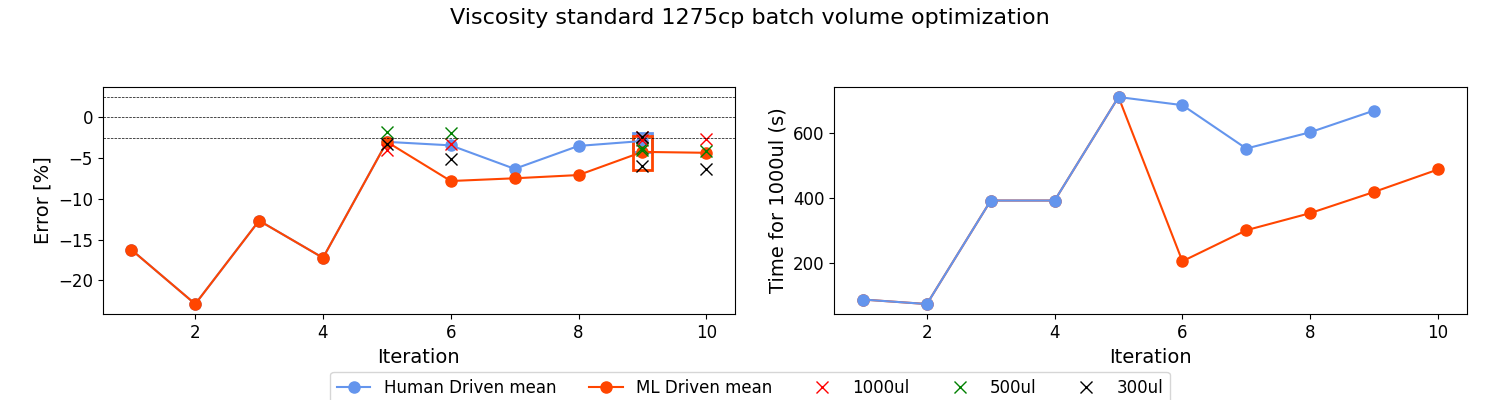 Viscosity standard 1275cp batch volume optimization
Error [%]
0
−5
−10
−15
−20
2
4
6
8
10
Iteration
Time for 1000ul (s)
600
400
200
2
4
6
8
10
Iteration
Human Driven mean
ML Driven mean
1000ul
500ul
300ul